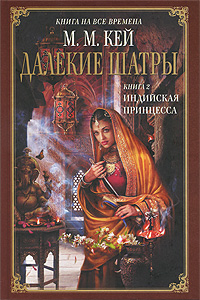 КНИГА НА ВСЕ ВРЕМЕНА
М. М. КЕЙ
ДАЛЕКИЕ ШАТРЫ
КНИГА 2
ИНДИЙСКАЯ
ПРИНЦЕССА